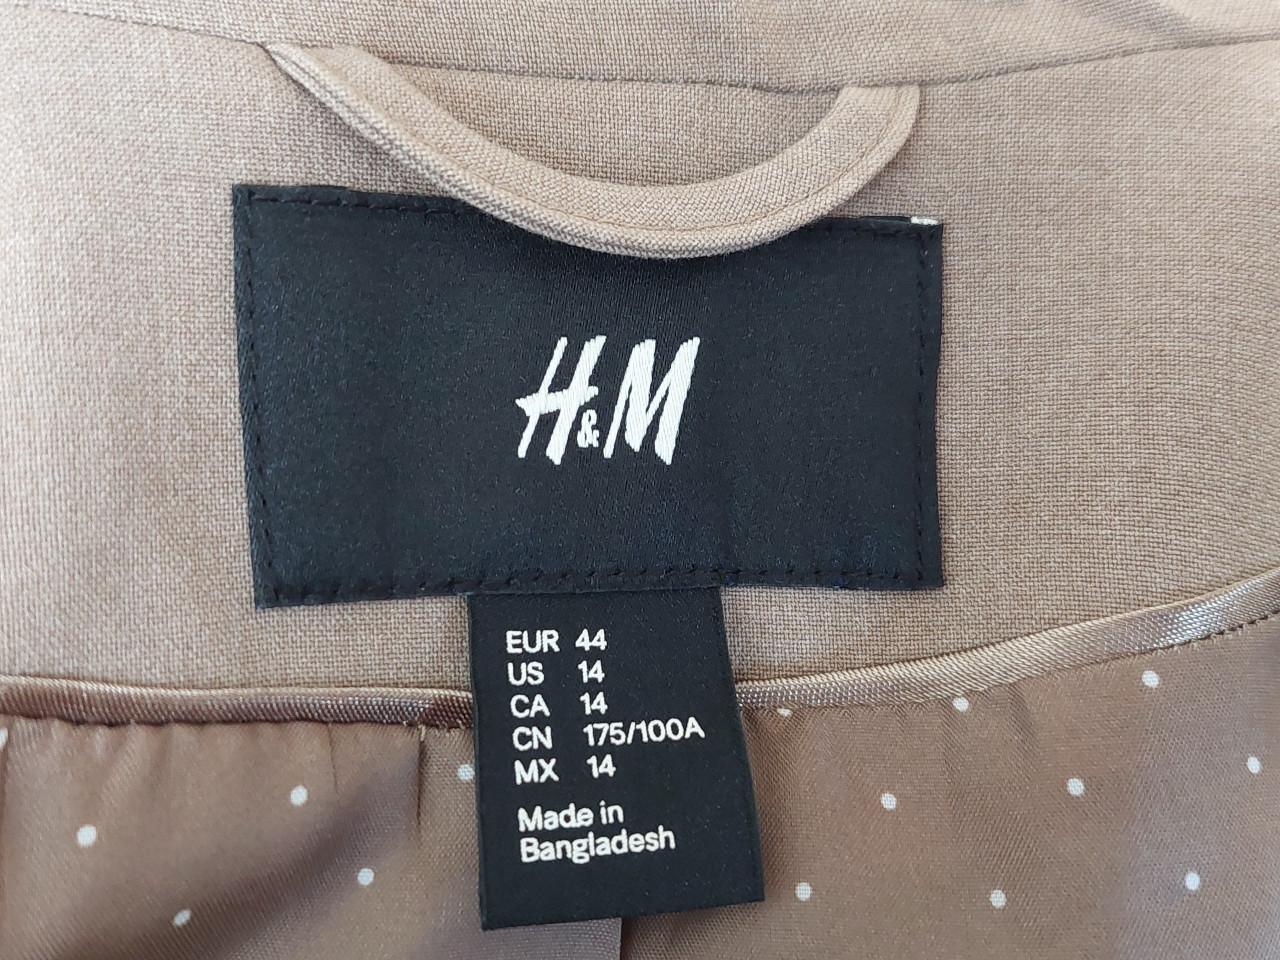 H&M
EUR 44
US 14
CA 14
CN 175/100A
MX 14
Made in
Bangladesh